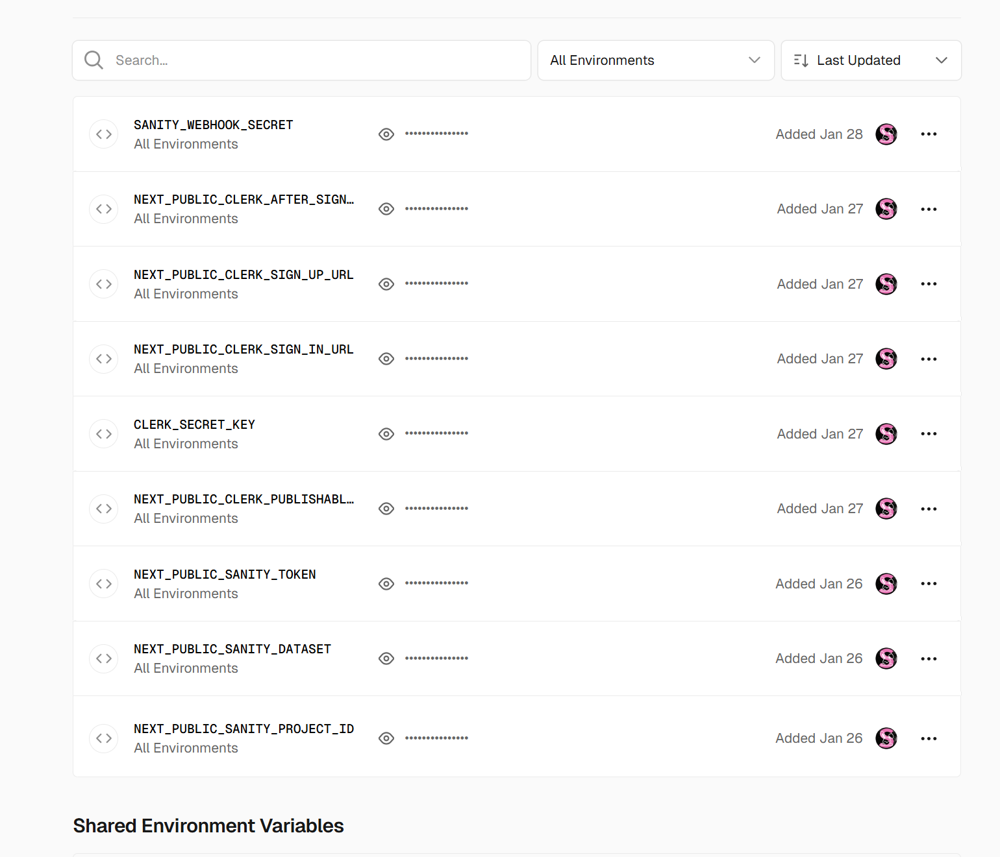 Search...
All Environments
Last Updated
SANITY_WEBHOOK_SECRET
All Environments
•••••••••••••••
Added Jan 28
NEXT_PUBLIC_CLERK_AFTER_SIGN…
All Environments
•••••••••••••••
Added Jan 27
NEXT_PUBLIC_CLERK_SIGN_UP_URL
All Environments
•••••••••••••••
Added Jan 27
NEXT_PUBLIC_CLERK_SIGN_IN_URL
All Environments
•••••••••••••••
Added Jan 27
CLERK_SECRET_KEY
All Environments
•••••••••••••••
Added Jan 27
NEXT_PUBLIC_CLERK_PUBLISHABL…
All Environments
•••••••••••••••
Added Jan 27
NEXT_PUBLIC_SANITY_TOKEN
All Environments
•••••••••••••••
Added Jan 26
NEXT_PUBLIC_SANITY_DATASET
All Environments
•••••••••••••••
Added Jan 26
NEXT_PUBLIC_SANITY_PROJECT_ID
All Environments
•••••••••••••••
Added Jan 26
Shared Environment Variables